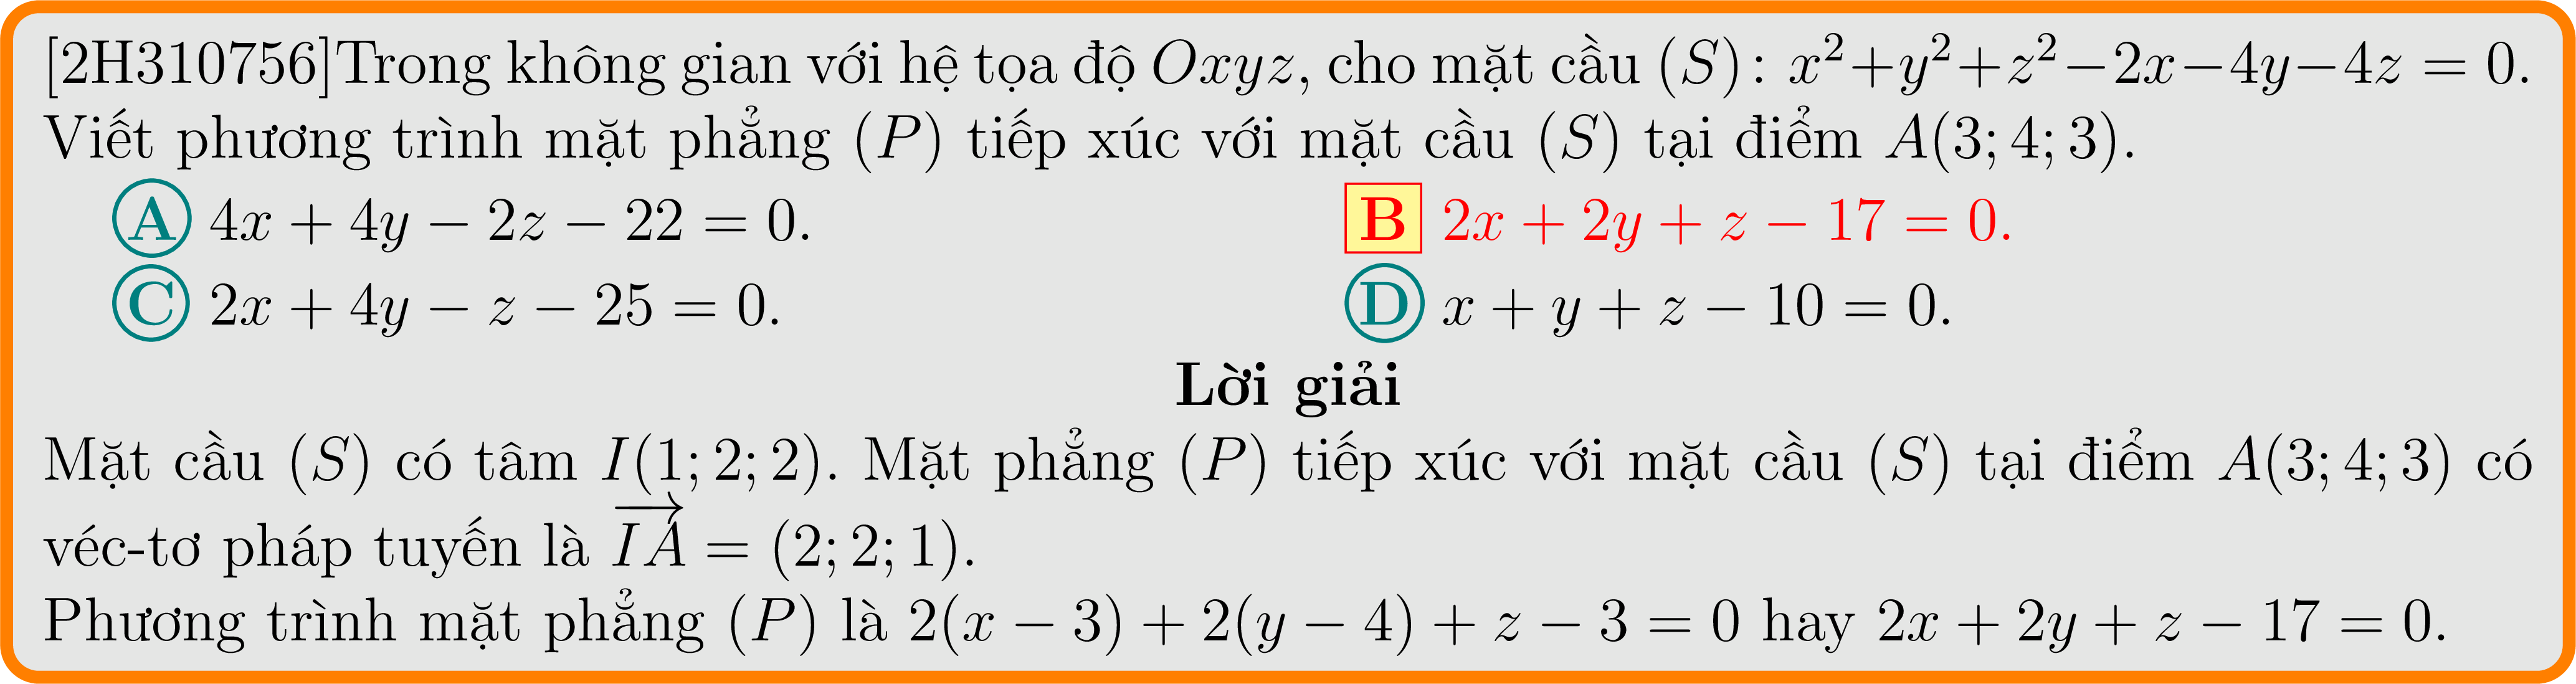 [2H310756]Trong không gian với hệ tọa độ Oxyz, cho mặt cầu (S): x²+y²+z²−2x−4y−4z = 0.
Viết phương trình mặt phẳng (P) tiếp xúc với mặt cầu (S) tại điểm A(3; 4; 3).
A 4x + 4y − 2z − 22 = 0. B 2x + 2y + z − 17 = 0.
C 2x + 4y − z − 25 = 0. D x + y + z − 10 = 0.
Lời giải
Mặt cầu (S) có tâm I(1; 2; 2). Mặt phẳng (P) tiếp xúc với mặt cầu (S) tại điểm A(3; 4; 3) có
véc-tơ pháp tuyến là \overrightarrow{IA} = (2; 2; 1).
Phương trình mặt phẳng (P) là 2(x − 3) + 2(y − 4) + z − 3 = 0 hay 2x + 2y + z − 17 = 0.